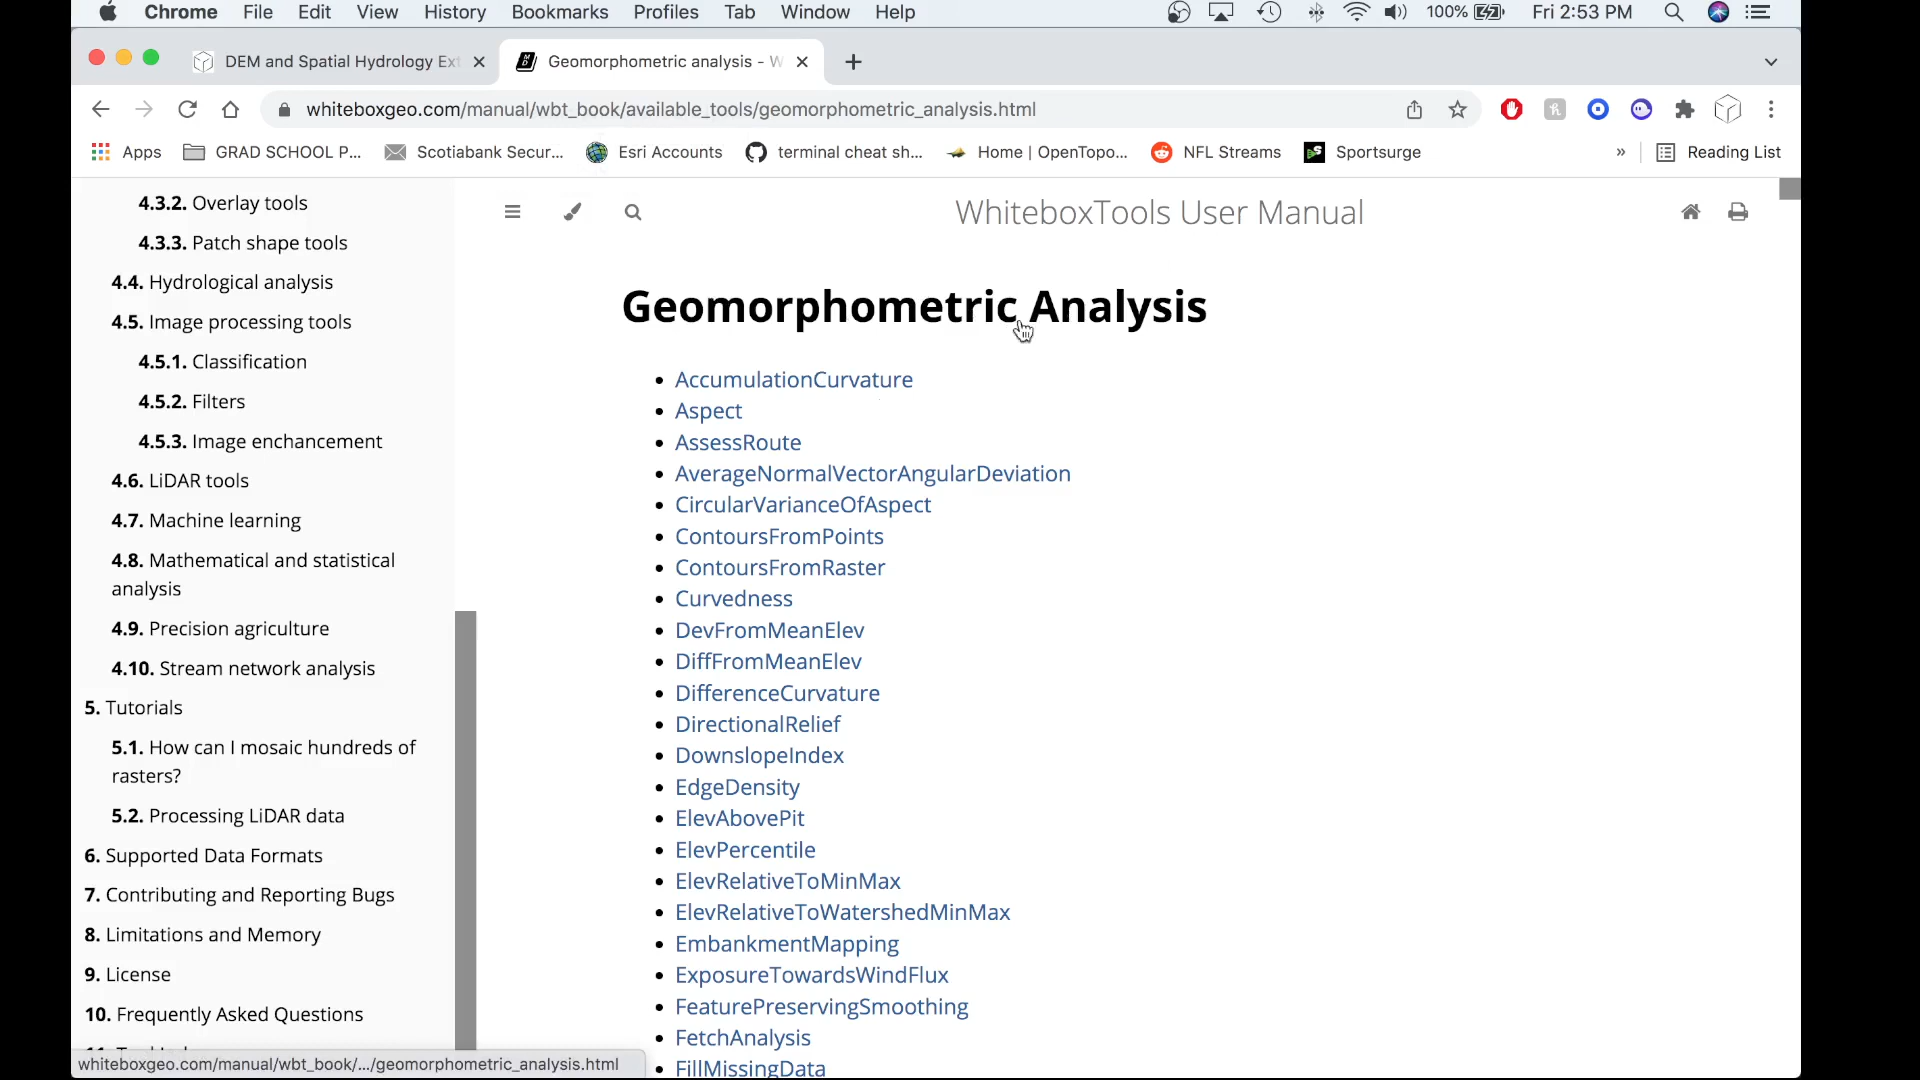 Chrome File Edit View History Bookmarks Profiles Tab Window Help 100% Fri 2:53 PM
DEM and Spatial Hydrology Ext Geomorphometric analysis - W
whiteboxgeo.com/manual/wbt_book/available_tools/geomorphometric_analysis.html
Apps GRAD SCHOOL P... Scotiabank Secur... Esri Accounts terminal cheat sh... Home | OpenTopo... NFL Streams Sportsurge » Reading List
4.3.2. Overlay tools
4.3.3. Patch shape tools
4.4. Hydrological analysis
4.5. Image processing tools
4.5.1. Classification
4.5.2. Filters
4.5.3. Image enchancement
4.6. LiDAR tools
4.7. Machine learning
4.8. Mathematical and statistical
analysis
4.9. Precision agriculture
4.10. Stream network analysis
5. Tutorials
5.1. How can I mosaic hundreds of
rasters?
5.2. Processing LiDAR data
6. Supported Data Formats
7. Contributing and Reporting Bugs
8. Limitations and Memory
9. License
10. Frequently Asked Questions
whiteboxgeo.com/manual/wbt_book/.../geomorphometric_analysis.html
WhiteboxTools User Manual
Geomorphometric Analysis
• AccumulationCurvature
• Aspect
• AssessRoute
• AverageNormalVectorAngularDeviation
• CircularVarianceOfAspect
• ContoursFromPoints
• ContoursFromRaster
• Curvedness
• DevFromMeanElev
• DiffFromMeanElev
• DifferenceCurvature
• DirectionalRelief
• DownslopeIndex
• EdgeDensity
• ElevAbovePit
• ElevPercentile
• ElevRelativeToMinMax
• ElevRelativeToWatershedMinMax
• EmbankmentMapping
• ExposureTowardsWindFlux
• FeaturePreservingSmoothing
• FetchAnalysis
• FillMissingData